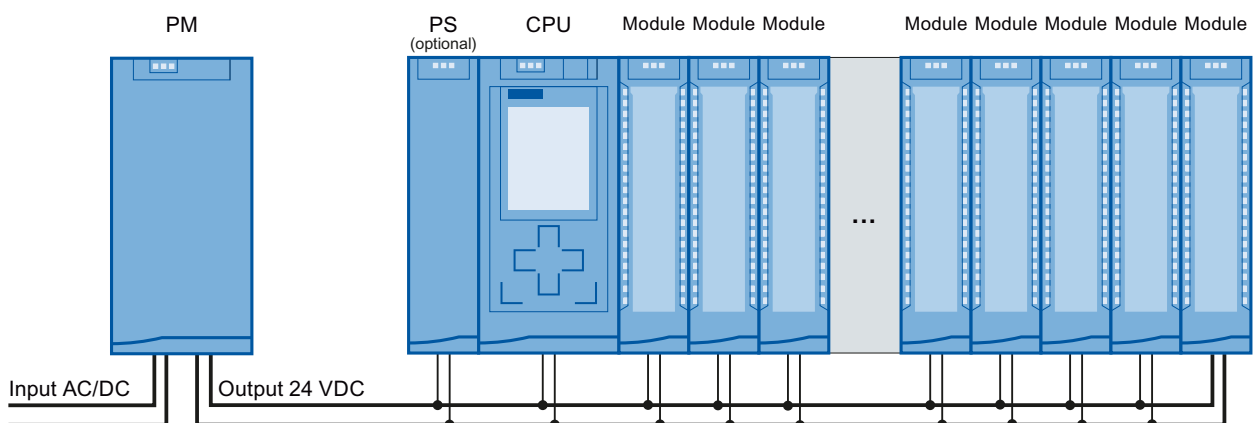 PM
PS
(optional)
CPU
Module
Module
Module
Module
Module
Module
Module
Module
...
Input AC/DC
Output 24 VDC